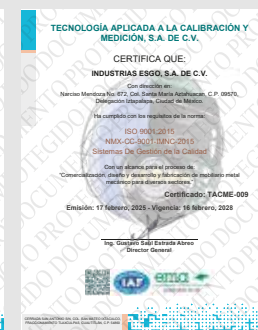 TECNOLOGÍA APLICADA A LA CALIBRACIÓN Y
MEDICIÓN, S.A. DE C.V.
CERTIFICA QUE:
INDUSTRIAS ESGO, S.A. DE C.V.
Con dirección en:
Narciso Mendoza No. 672, Col. Santa María Aztahuacan, C.P. 09570,
Delegación Iztapalapa, Ciudad de México
Ha cumplido con los requisitos de la norma:
ISO 9001:2015
NMX-CC-9001-IMNC-2015
Sistemas De Gestión de la Calidad
Con un alcance para el proceso de:
"Comercialización, diseño y desarrollo y fabricación de mobiliario metal
mecánico para diversos sectores."
Certificado: TACME-009
Emisión: 17 febrero, 2025 - Vigencia: 16 febrero, 2028
Ing. Gustavo Saúl Estrada Abreo
Director General
IAF
ema